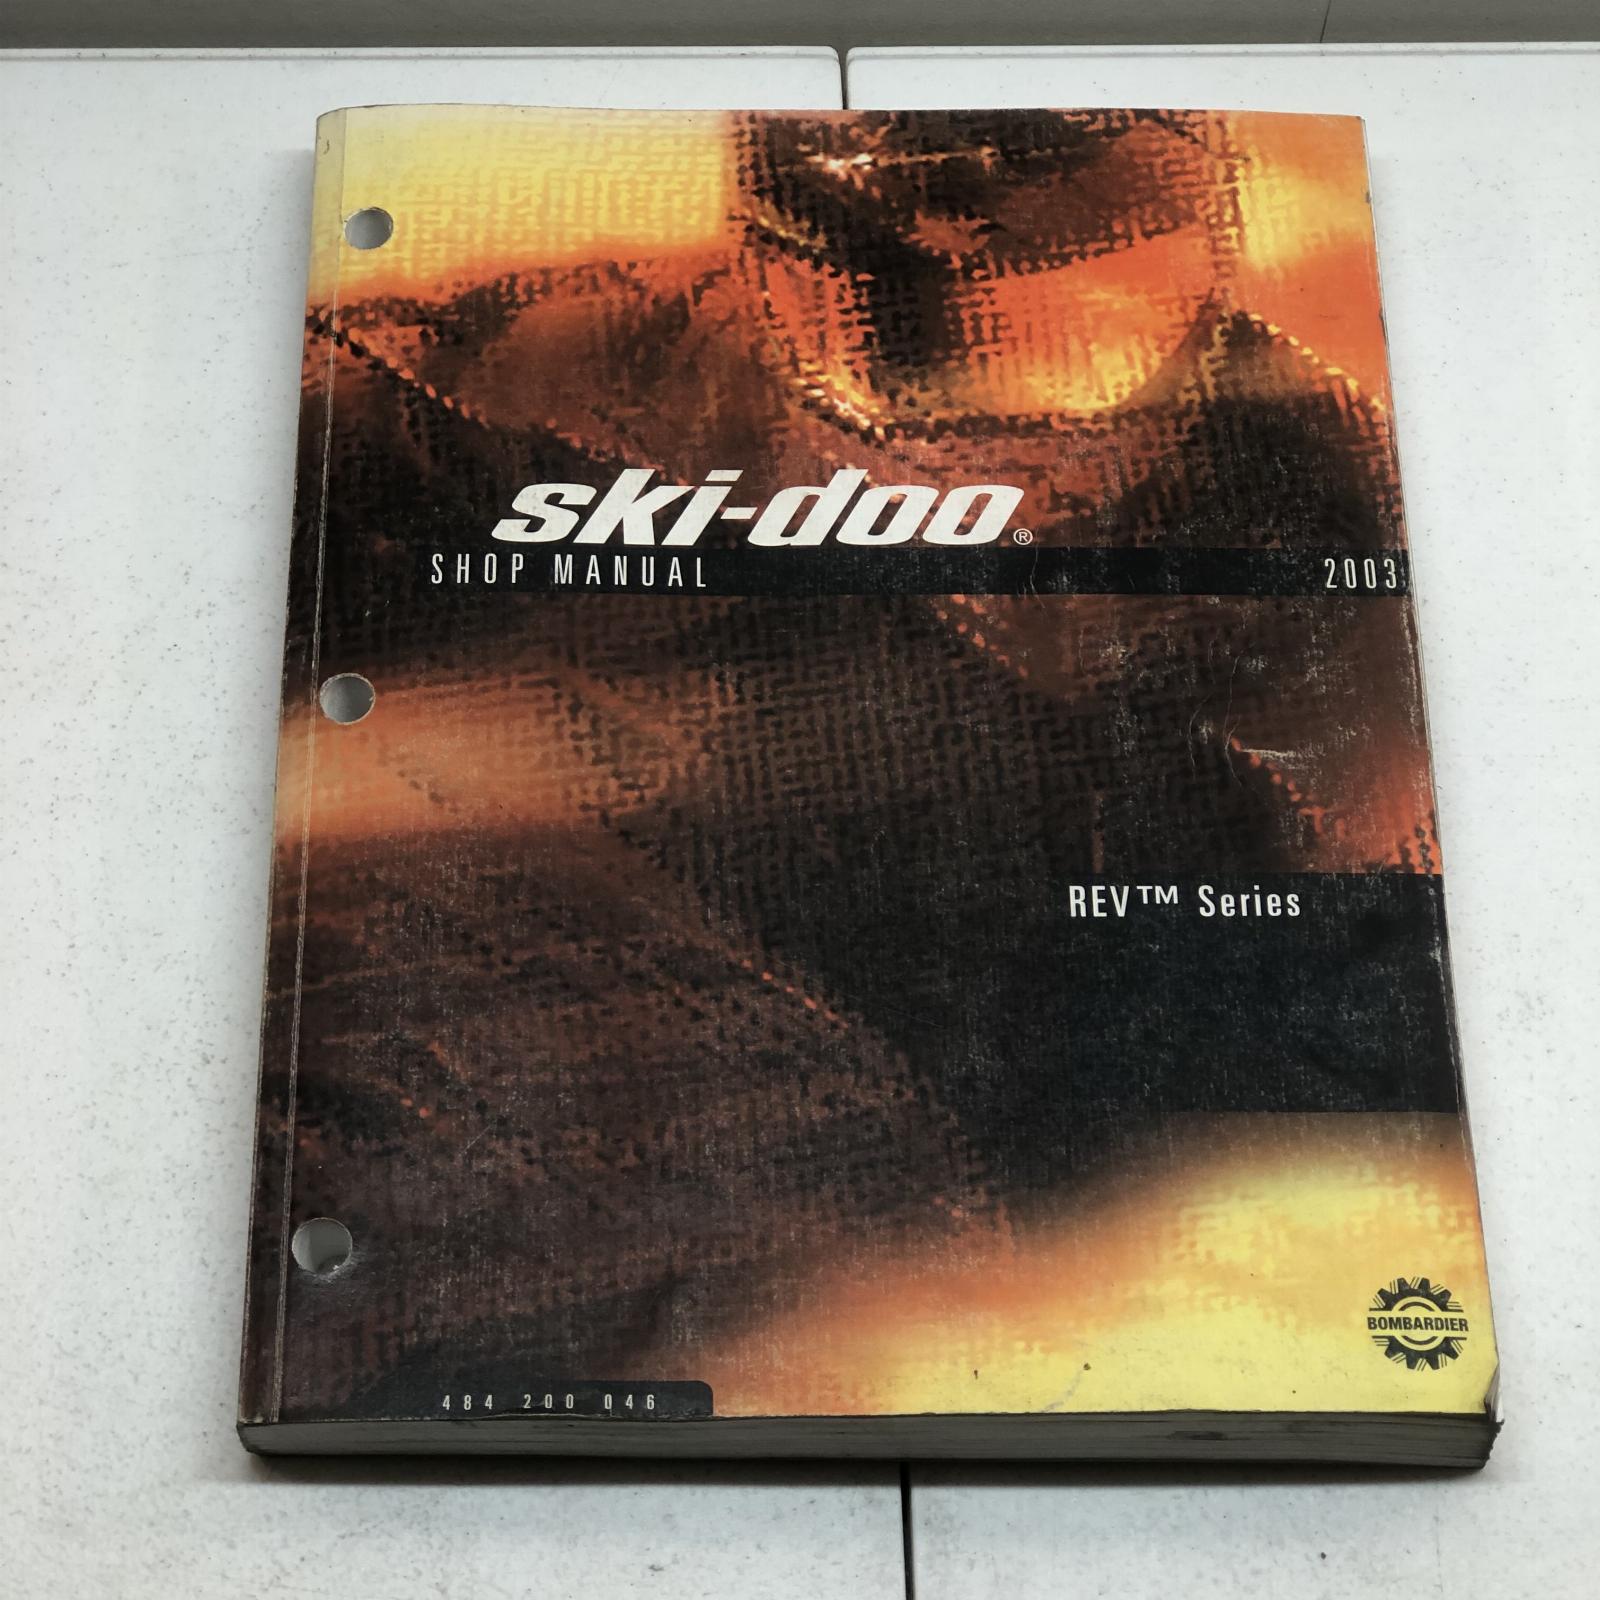 ski-doo®
SHOP MANUAL 2003
REV™ Series
BOMBARDIER
484 200 046